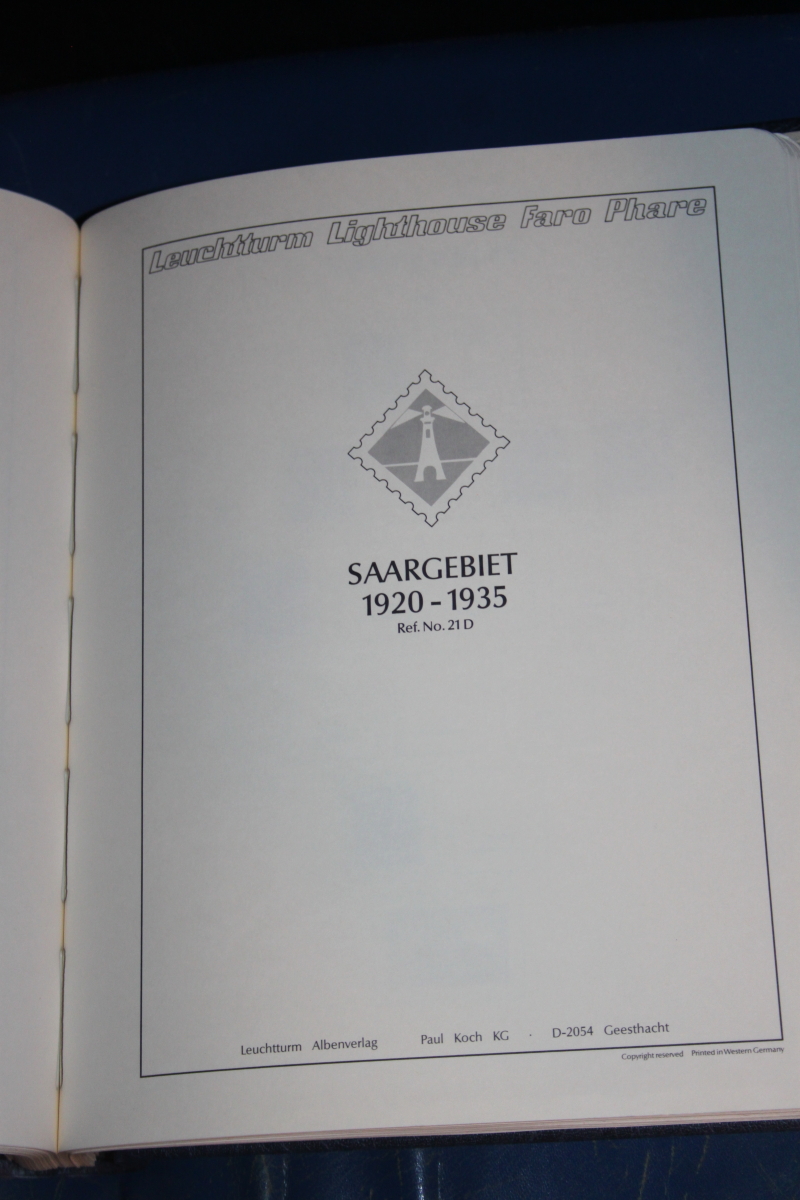 Leuchtturm Lighthouse Faro Phare
SAARGEBIET
1920 - 1935
Ref. No. 21 D
Leuchtturm Albenverlag Paul Koch KG · D-2054 Geesthacht
Copyright reserved Printed in Western Germany